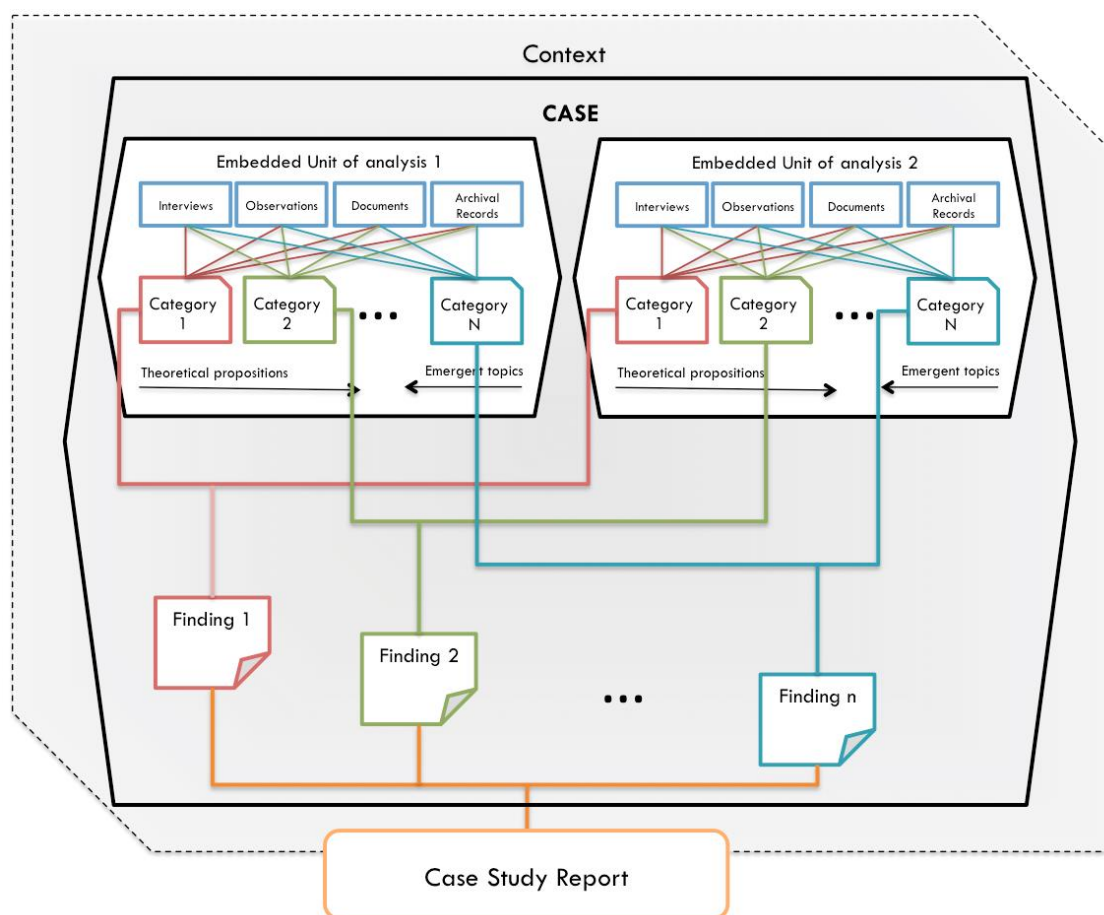 Context
CASE
Embedded Unit of analysis 1
Interviews
Observations
Documents
Archival
Records
Category
1
Category
2
...
Category
N
Theoretical propositions
Emergent topics
Embedded Unit of analysis 2
Interviews
Observations
Documents
Archival
Records
Category
1
Category
2
...
Category
N
Theoretical propositions
Emergent topics
Finding 1
Finding 2
...
Finding n
Case Study Report